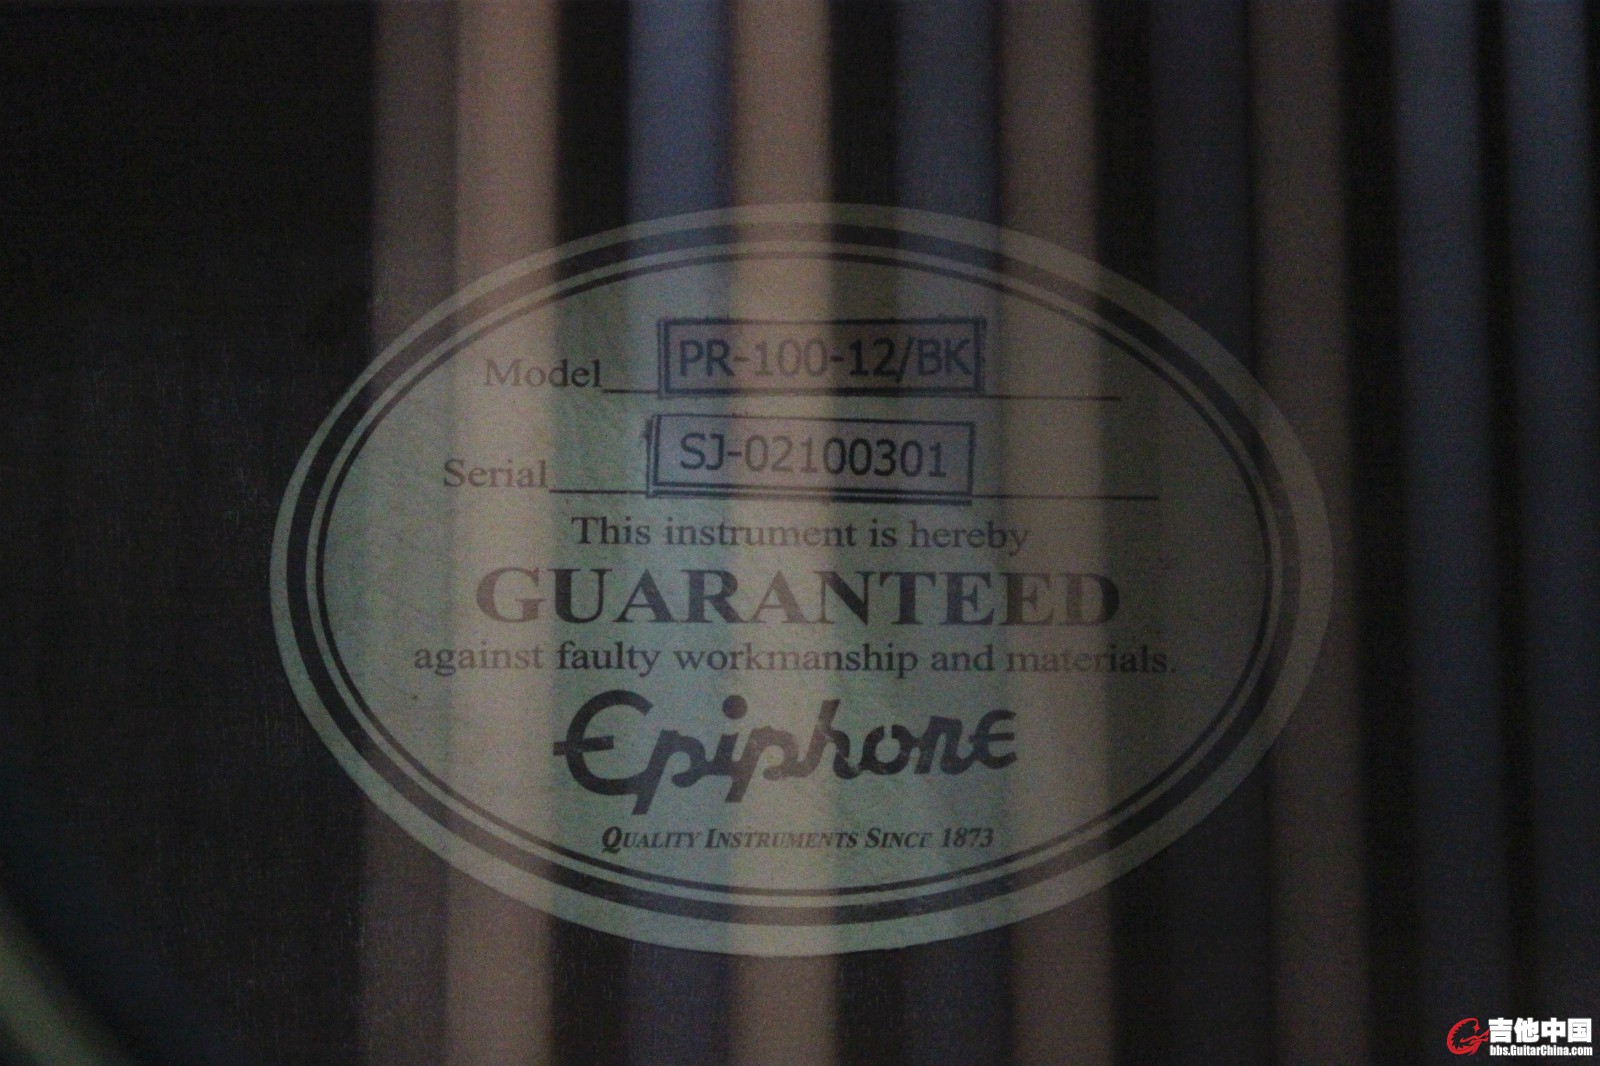 Model PR-100-12/BK
Serial SJ-02100301
This instrument is hereby
GUARANTEED
against faulty workmanship and materials.
Epiphone
QUALITY INSTRUMENTS SINCE 1873
吉他中国
bbs.GuitarChina.com